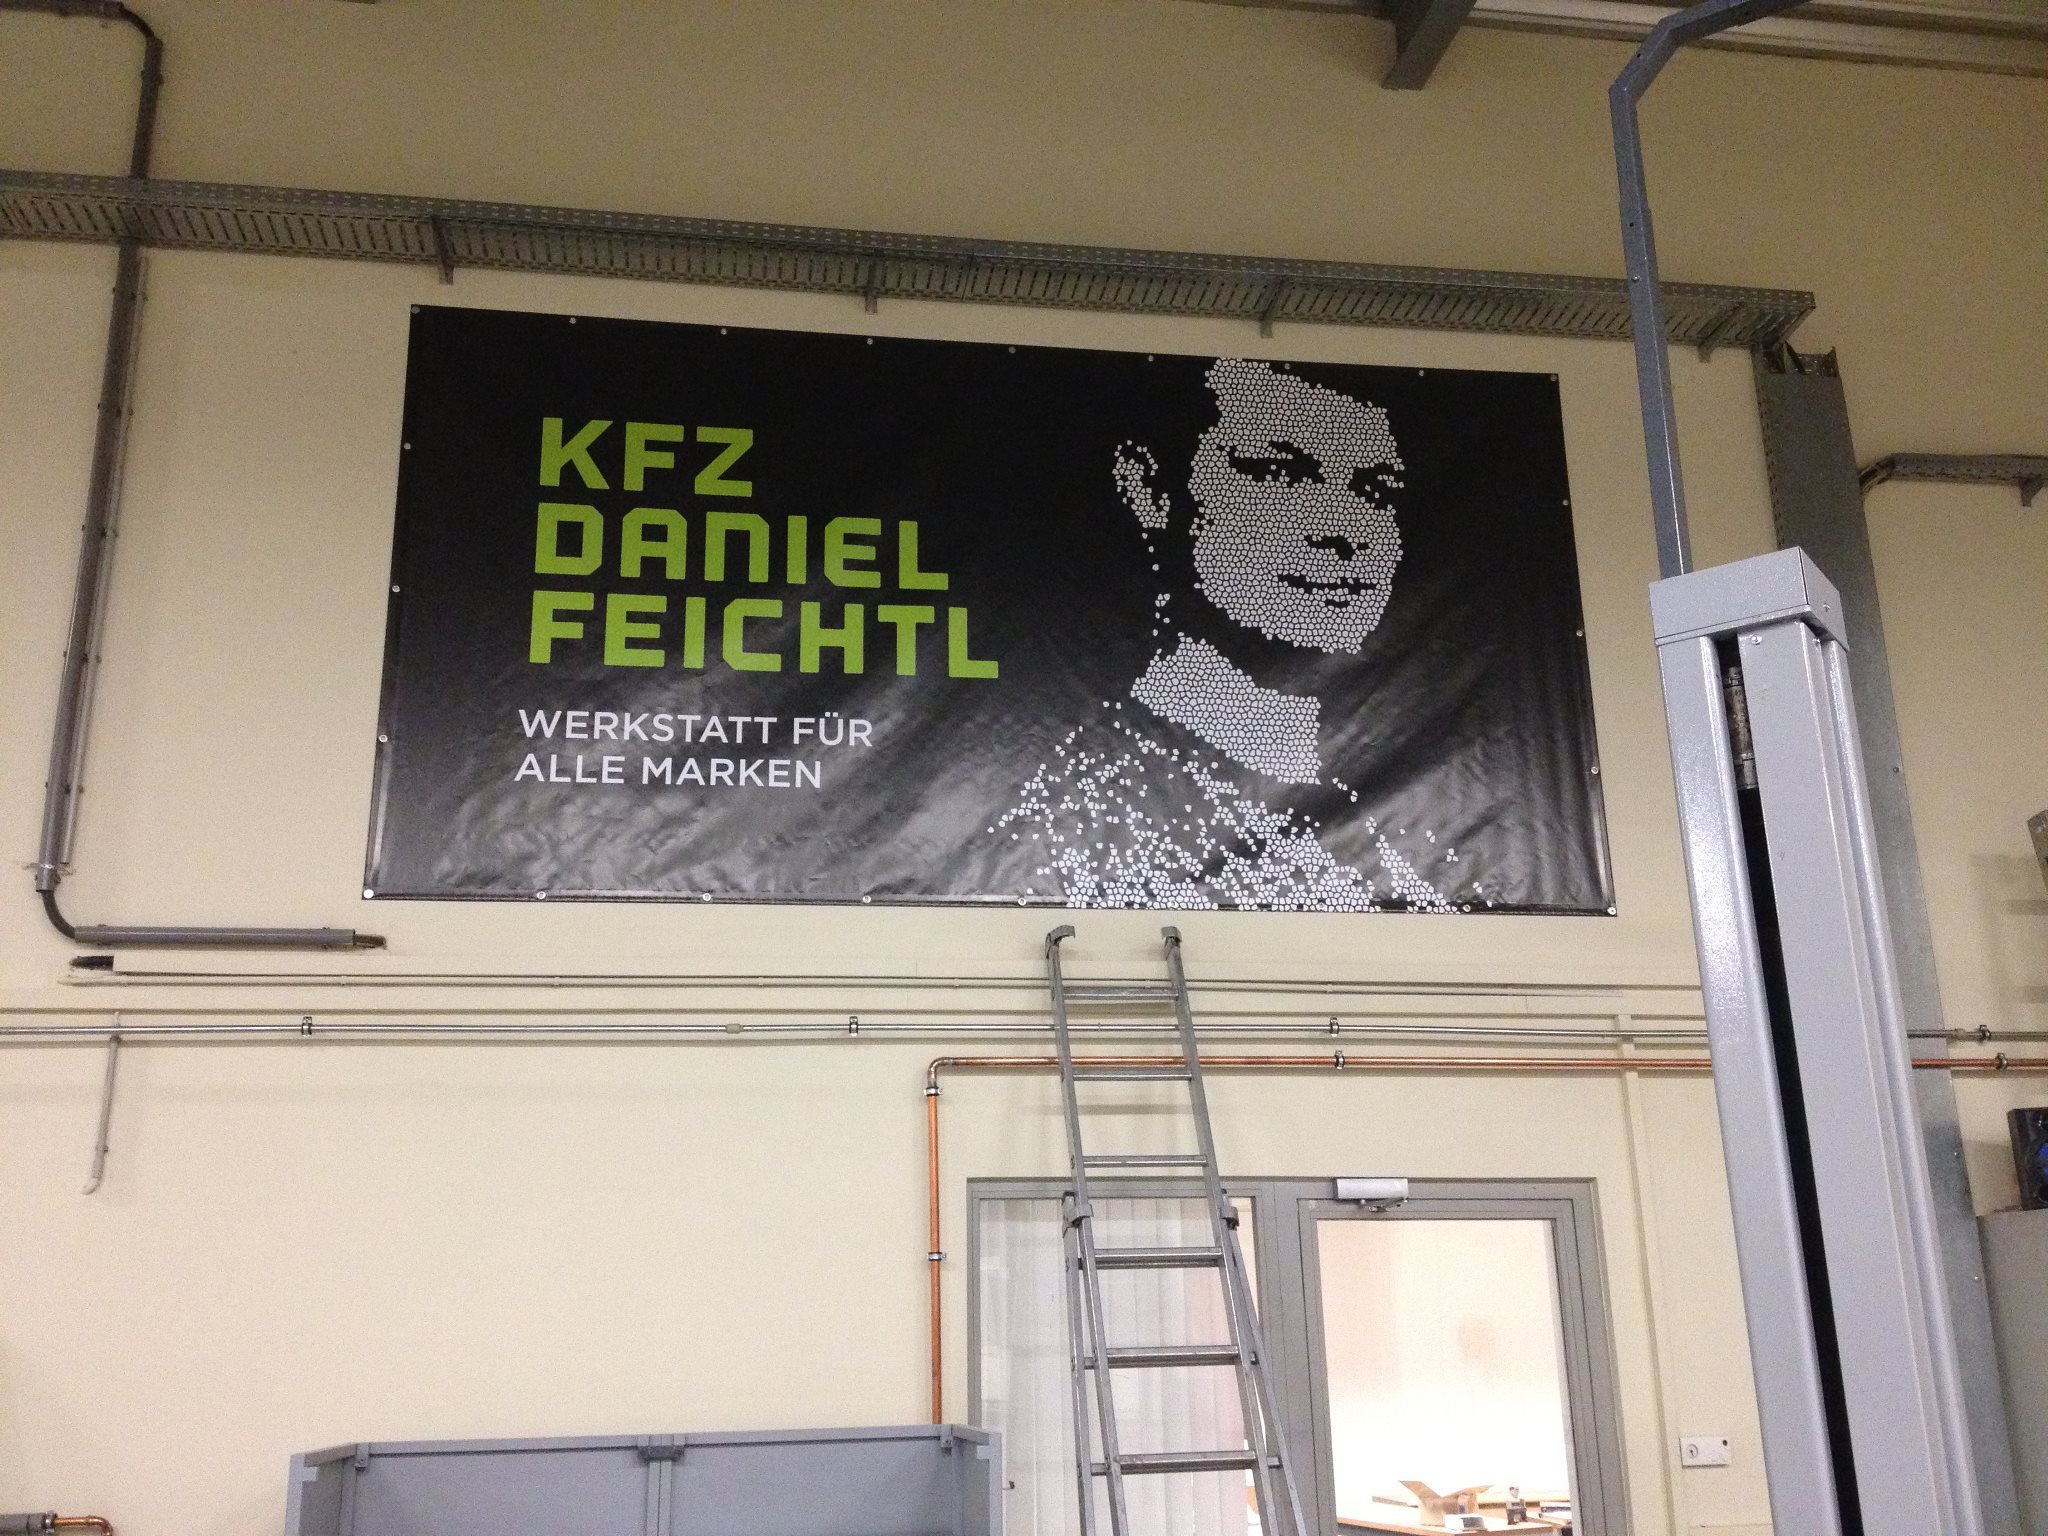 KFZ
DANIEL
FEICHTL
WERKSTATT FÜR
ALLE MARKEN